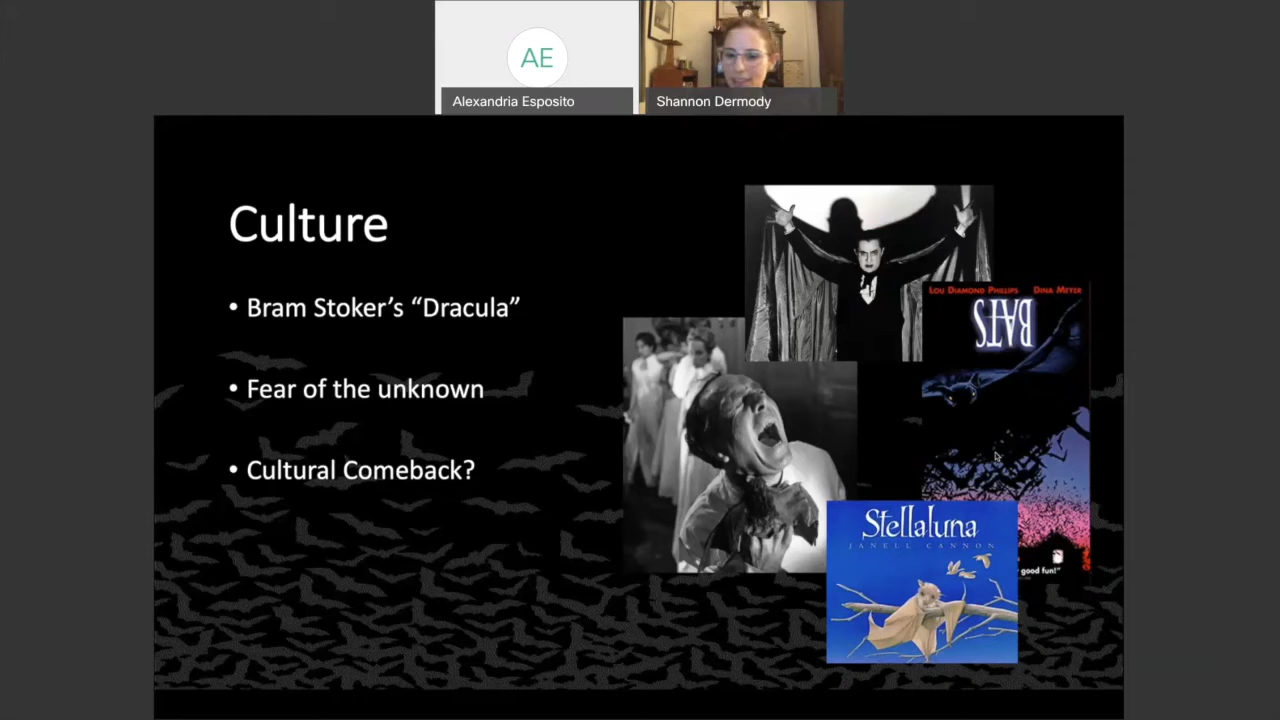 AE
Alexandria Esposito
Shannon Dermody
Culture
• Bram Stoker’s “Dracula”
• Fear of the unknown
• Cultural Comeback?
LOU DIAMOND PHILLIPS DINA MEYER
BATS
Stellaluna
JANELL CANNON
good fun!”